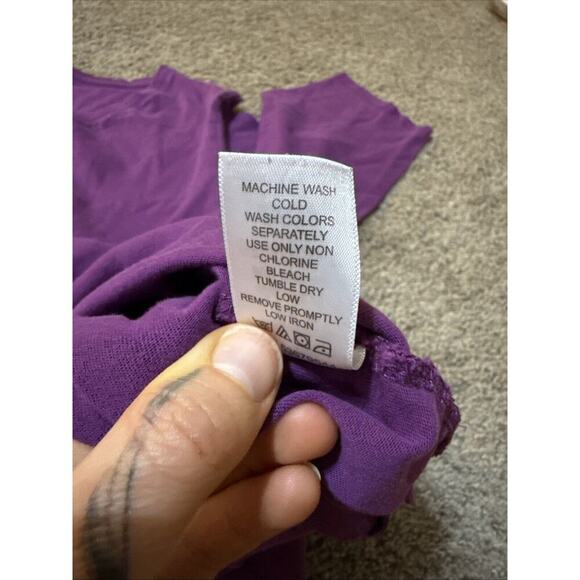 MACHINE WASH
COLD
WASH COLORS
SEPARATELY
USE ONLY NON
CHLORINE
BLEACH
TUMBLE DRY
LOW
REMOVE PROMPTLY
LOW IRON